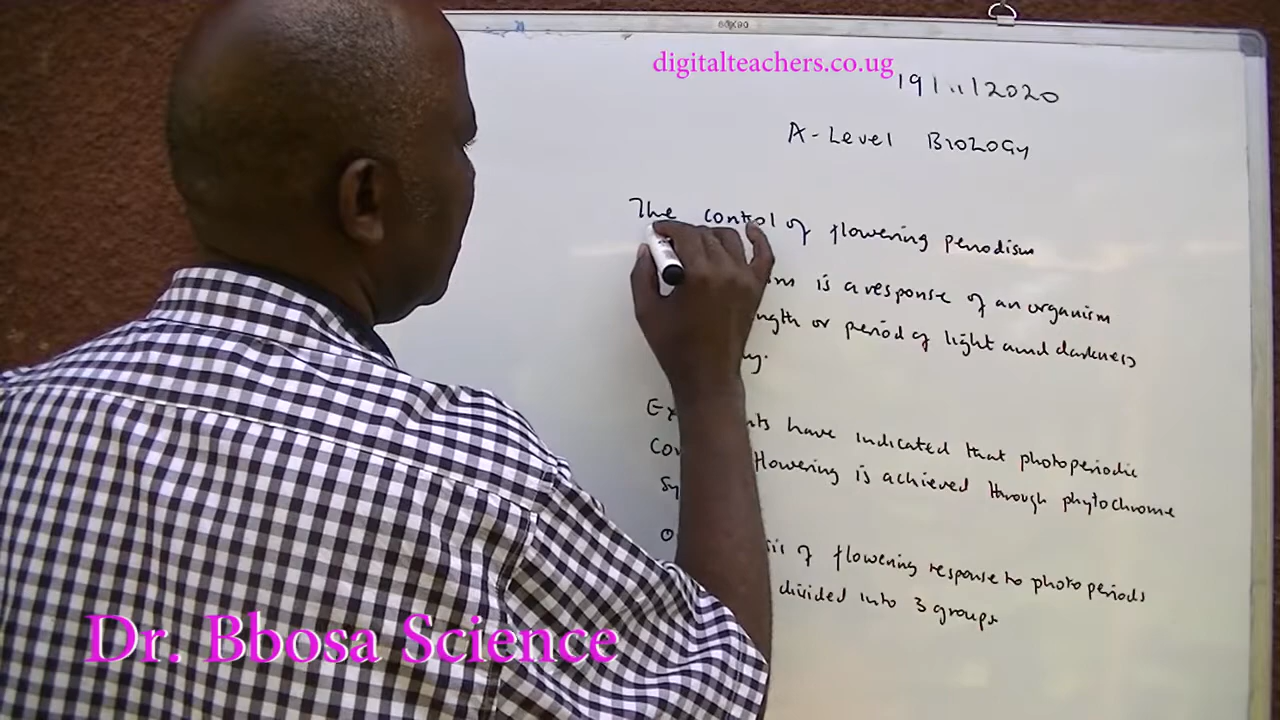 60x90
digitalteachers.co.ug
19/11/2020
A-Level BIOLOGY
The control of flowering periodism
is a response of an organism
or period of light and darkness
have indicated that photoperiodic
flowering is achieved through phytochrome
of flowering response to photoperiods
divided into 3 groups
Dr. Bbosa Science